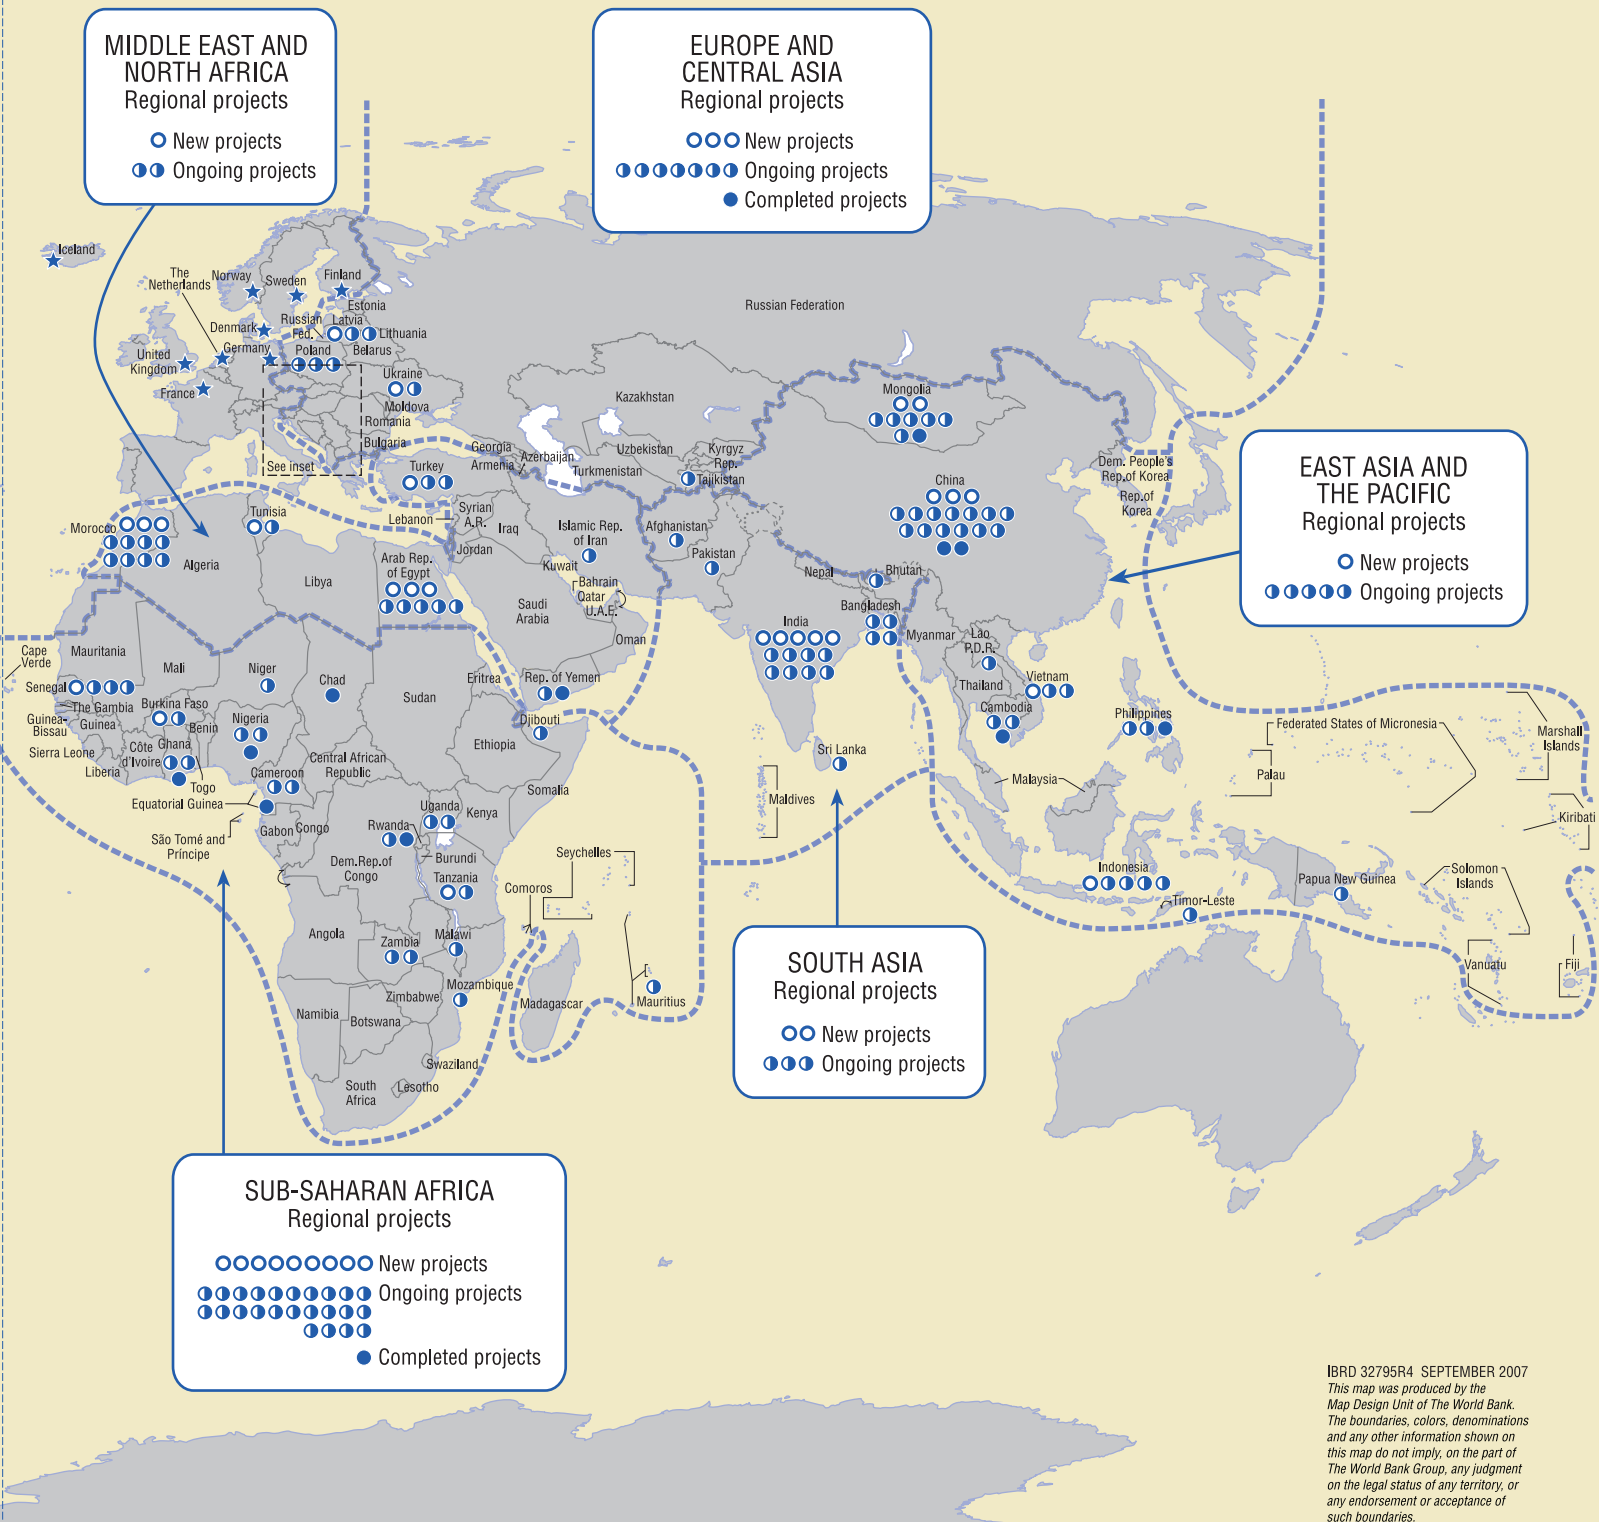 MIDDLE EAST AND
NORTH AFRICA
Regional projects
New projects
Ongoing projects
EUROPE AND
CENTRAL ASIA
Regional projects
New projects
Ongoing projects
Completed projects
Iceland
The
Netherlands
Norway
Sweden
Finland
Estonia
Russian
Fed.
Latvia
Lithuania
Denmark
United
Kingdom
Germany
Poland
Belarus
France
Ukraine
Moldova
Romania
Bulgaria
See inset
Russian Federation
Kazakhstan
Mongolia
Georgia
Armenia
Azerbaijan
Turkmenistan
Uzbekistan
Kyrgyz
Rep.
Tajikistan
Turkey
Dem. People's
Rep.of Korea
Rep.of
Korea
China
EAST ASIA AND
THE PACIFIC
Regional projects
New projects
Ongoing projects
Morocco
Tunisia
Algeria
Libya
Lebanon
Syrian
A.R.
Iraq
Jordan
Arab Rep.
of Egypt
Islamic Rep.
of Iran
Kuwait
Bahrain
Qatar
U.A.E.
Saudi
Arabia
Oman
Rep. of Yemen
Afghanistan
Pakistan
Nepal
Bhutan
Bangladesh
India
Myanmar
Lao
P.D.R.
Thailand
Vietnam
Cambodia
Philippines
Sri Lanka
Maldives
Malaysia
Federated States of Micronesia
Marshall
Islands
Palau
Kiribati
Cape
Verde
Mauritania
Mali
Niger
Chad
Sudan
Eritrea
Djibouti
Ethiopia
Somalia
Senegal
The Gambia
Guinea-
Bissau
Guinea
Sierra Leone
Liberia
Côte
d'Ivoire
Burkina Faso
Ghana
Benin
Togo
Nigeria
Cameroon
Central African
Republic
Equatorial Guinea
São Tomé and
Príncipe
Gabon
Congo
Dem.Rep.of
Congo
Uganda
Kenya
Rwanda
Burundi
Tanzania
Seychelles
Comoros
Angola
Zambia
Malawi
Mozambique
Zimbabwe
Namibia
Botswana
Madagascar
Mauritius
Swaziland
Lesotho
South
Africa
Indonesia
Timor-Leste
Papua New Guinea
Solomon
Islands
Vanuatu
Fiji
SOUTH ASIA
Regional projects
New projects
Ongoing projects
SUB-SAHARAN AFRICA
Regional projects
New projects
Ongoing projects
Completed projects
IBRD 32795R4 SEPTEMBER 2007
This map was produced by the
Map Design Unit of The World Bank.
The boundaries, colors, denominations
and any other information shown on
this map do not imply, on the part of
The World Bank Group, any judgment
on the legal status of any territory, or
any endorsement or acceptance of
such boundaries.